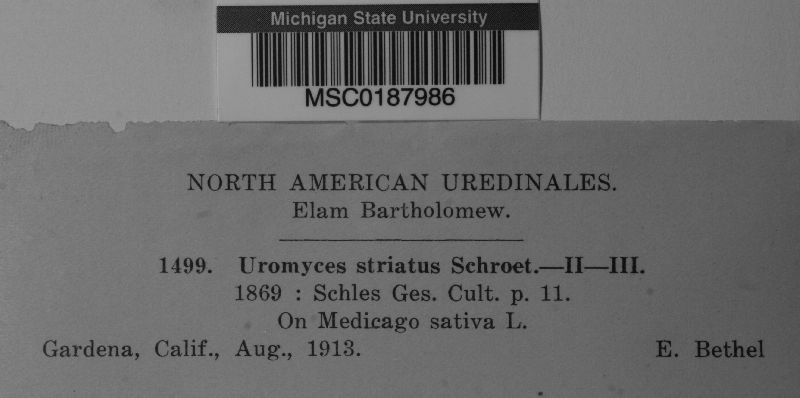 Michigan State University
MSC0187986
NORTH AMERICAN UREDINALES.
Elam Bartholomew.
1499. Uromyces striatus Schroet.—II—III.
1869 : Schles Ges. Cult. p. 11.
On Medicago sativa L.
Gardena, Calif., Aug., 1913. E. Bethel